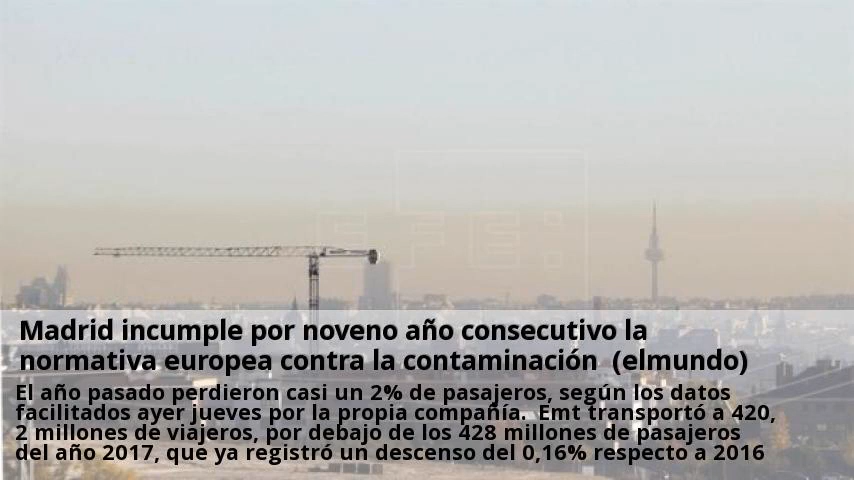 EFE:
Madrid incumple por noveno año consecutivo la
normativa europea contra la contaminación (elmundo)
El año pasado perdieron casi un 2% de pasajeros, según los datos
facilitados ayer jueves por la propia compañía. Emt transportó a 420,
2 millones de viajeros, por debajo de los 428 millones de pasajeros
del año 2017, que ya registró un descenso del 0,16% respecto a 2016